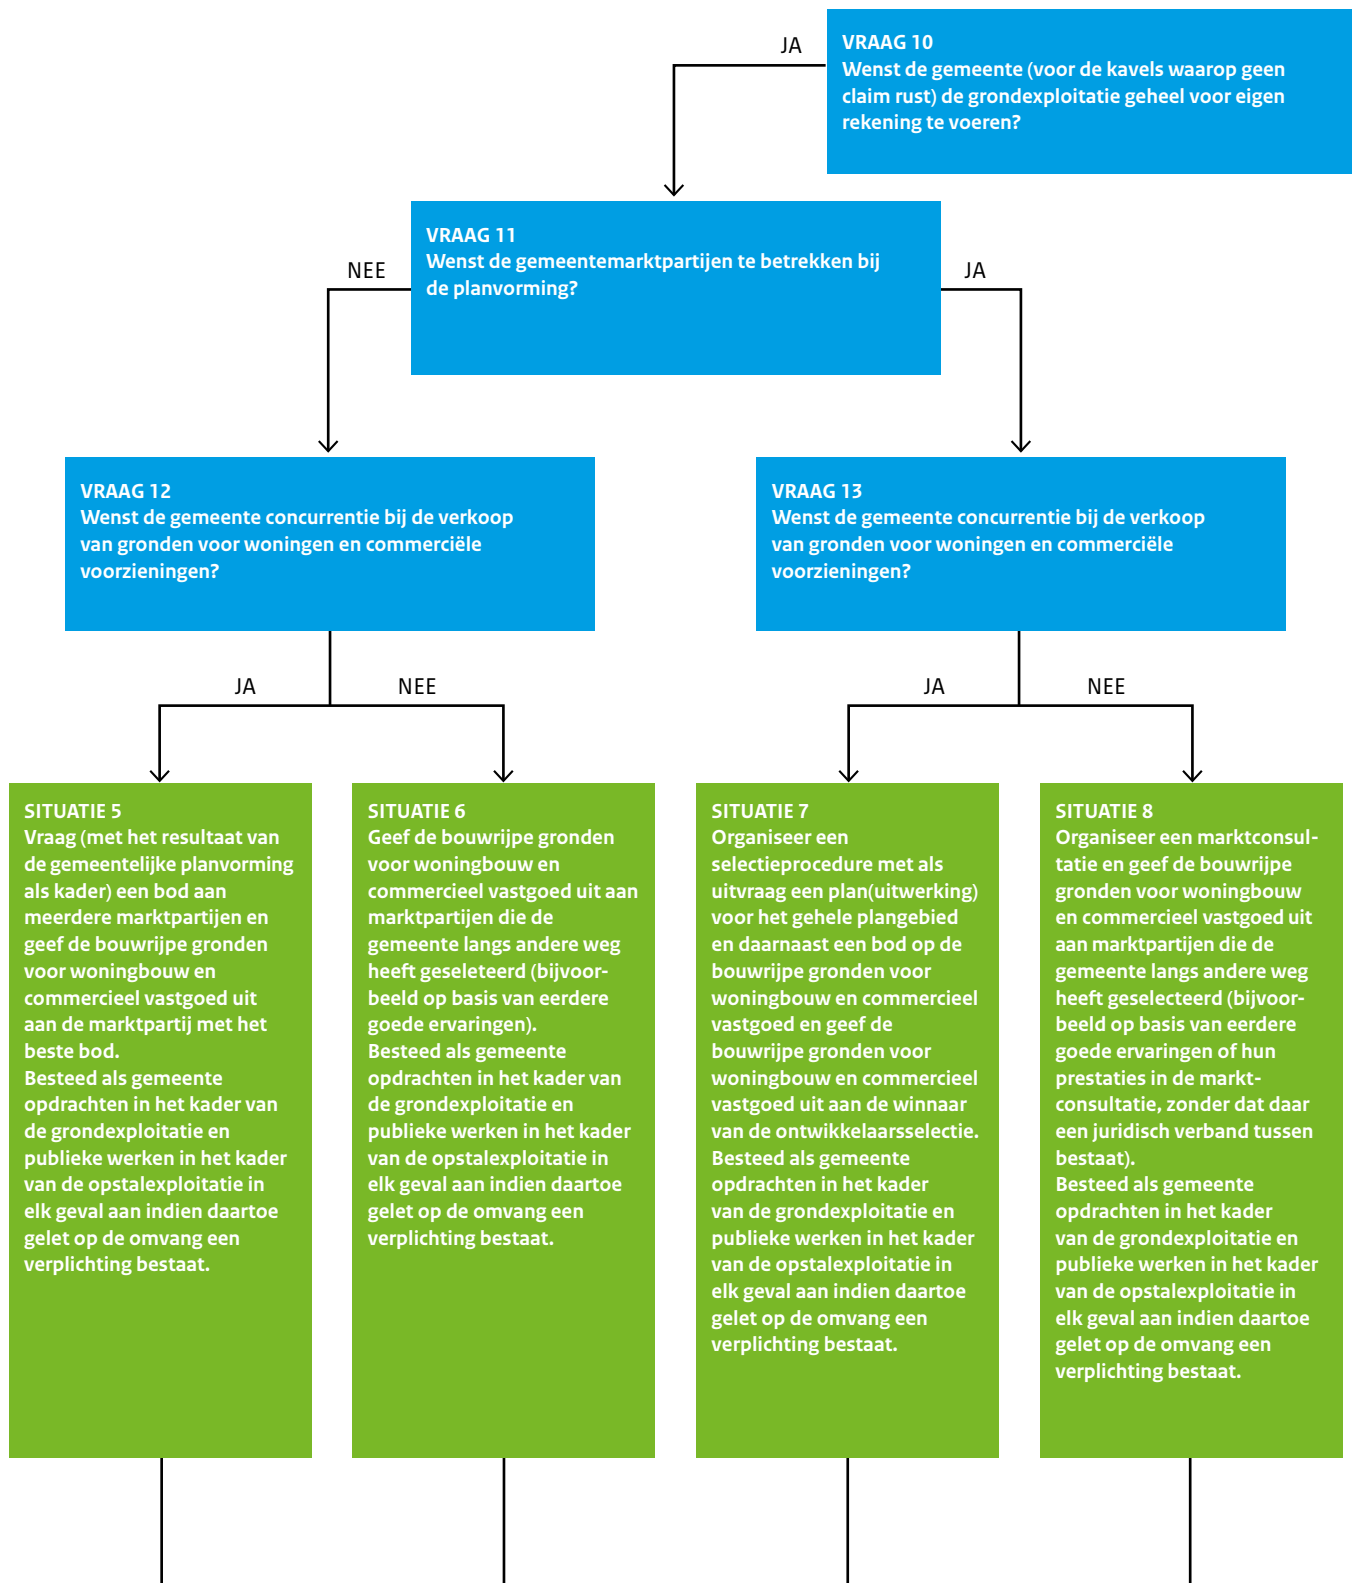 JA
VRAAG 10
Wenst de gemeente (voor de kavels waarop geen
claim rust) de grondexploitatie geheel voor eigen
rekening te voeren?
VRAAG 11
Wenst de gemeentemarktpartijen te betrekken bij
de planvorming?
NEE
JA
VRAAG 12
Wenst de gemeente concurrentie bij de verkoop
van gronden voor woningen en commerciële
voorzieningen?
VRAAG 13
Wenst de gemeente concurrentie bij de verkoop
van gronden voor woningen en commerciële
voorzieningen?
JA
NEE
JA
NEE
SITUATIE 5
Vraag (met het resultaat van
de gemeentelijke planvorming
als kader) een bod aan
meerdere marktpartijen en
geef de bouwrijpe gronden
voor woningbouw en
commercieel vastgoed uit
aan de marktpartij met het
beste bod.
Besteed als gemeente
opdrachten in het kader van
de grondexploitatie en
publieke werken in het kader
van de opstalexploitatie in
elk geval aan indien daartoe
gelet op de omvang een
verplichting bestaat.
SITUATIE 6
Geef de bouwrijpe gronden
voor woningbouw en
commercieel vastgoed uit aan
marktpartijen die de
gemeente langs andere weg
heeft geseleteerd (bijvoor-
beeld op basis van eerdere
goede ervaringen).
Besteed als gemeente
opdrachten in het kader van
de grondexploitatie en
publieke werken in het kader
van de opstalexploitatie in
elk geval aan indien daartoe
gelet op de omvang een
verplichting bestaat.
SITUATIE 7
Organiseer een
selectieprocedure met als
uitvraag een plan(uitwerking)
voor het gehele plangebied
en daarnaast een bod op de
bouwrijpe gronden voor
woningbouw en commercieel
vastgoed en geef de
bouwrijpe gronden voor
woningbouw en commercieel
vastgoed uit aan de winnaar
van de ontwikkelaarsselectie.
Besteed als gemeente
opdrachten in het kader
van de grondexploitatie en
publieke werken in het kader
van de opstalexploitatie in
elk geval aan indien daartoe
gelet op de omvang een
verplichting bestaat.
SITUATIE 8
Organiseer een marktconsul-
tatie en geef de bouwrijpe
gronden voor woningbouw
en commercieel vastgoed uit
aan marktpartijen die de
gemeente langs andere weg
heeft geselecteerd (bijvoor-
beeld op basis van eerdere
goede ervaringen of hun
prestaties in de markt-
consultatie, zonder dat daar
een juridisch verband tussen
bestaat).
Besteed als gemeente
opdrachten in het kader
van de grondexploitatie en
publieke werken in het kader
van de opstalexploitatie in
elk geval aan indien daartoe
gelet op de omvang een
verplichting bestaat.